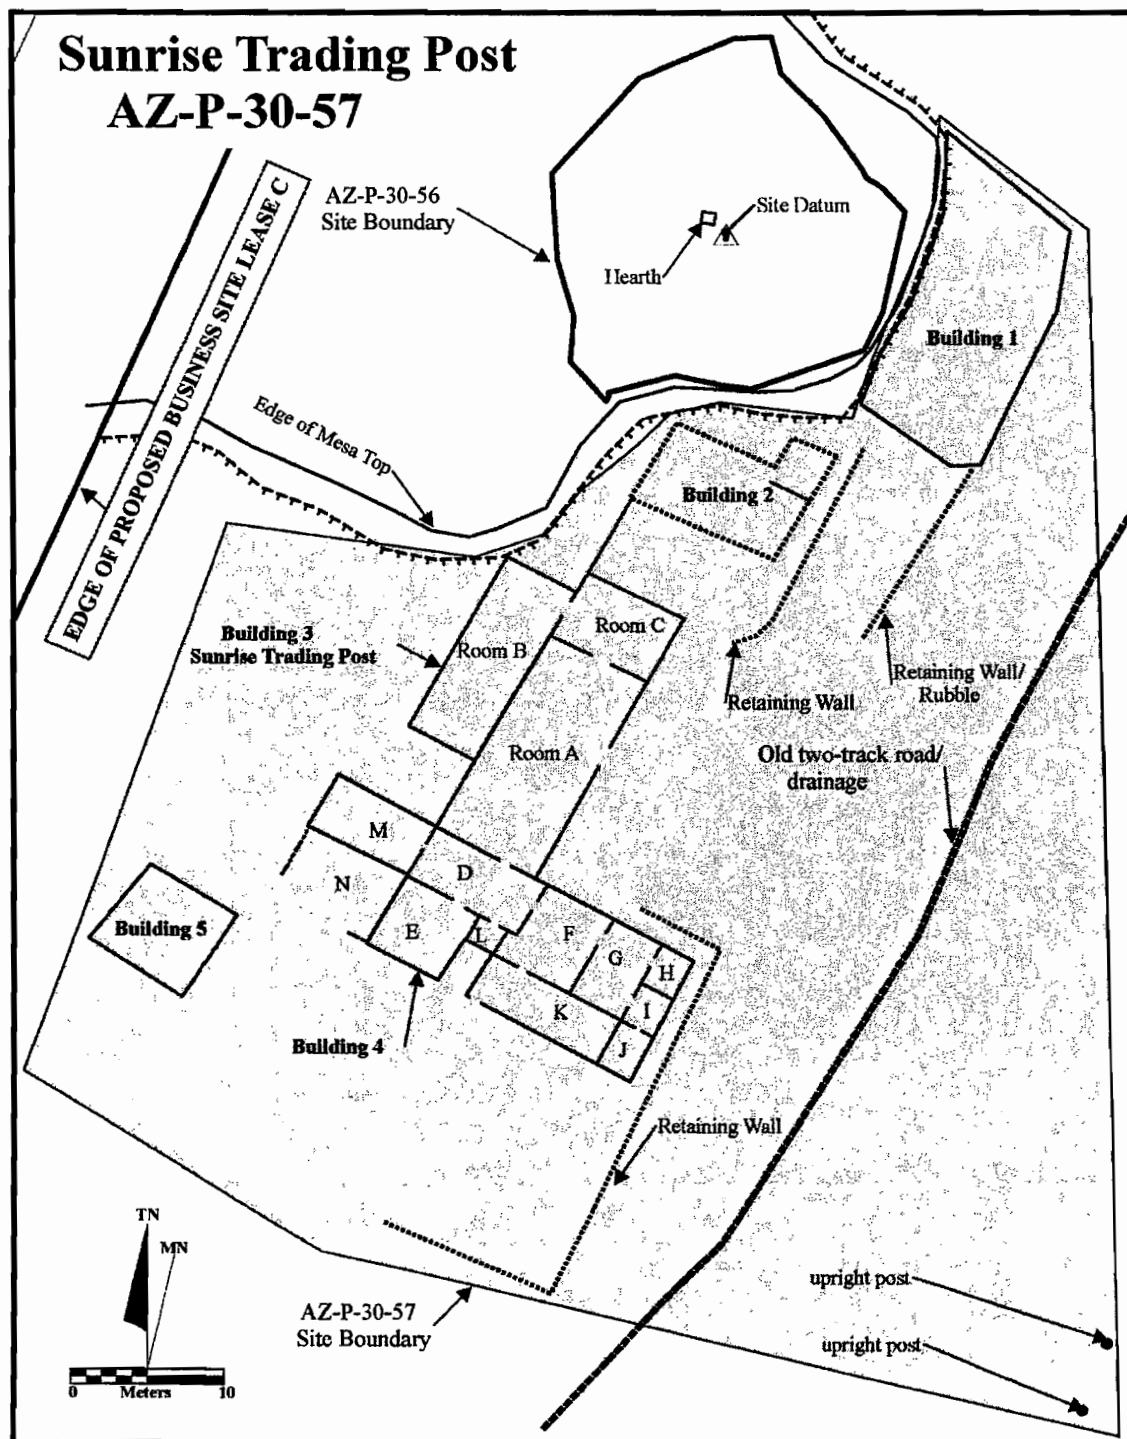 Sunrise Trading Post
AZ-P-30-57
AZ-P-30-56
Site Boundary
Site Datum
Hearth
EDGE OF PROPOSED BUSINESS SITE LEASE C
Edge of Mesa Top
Building 1
Building 2
Building 3
Sunrise Trading Post
Room B
Room C
Room A
Retaining Wall
Retaining Wall/
Rubble
Old two-track road/
drainage
M
D
N
E
L
F
G
H
I
K
J
Building 5
Building 4
Retaining Wall
TN
MN
0 Meters 10
AZ-P-30-57
Site Boundary
upright post
upright post